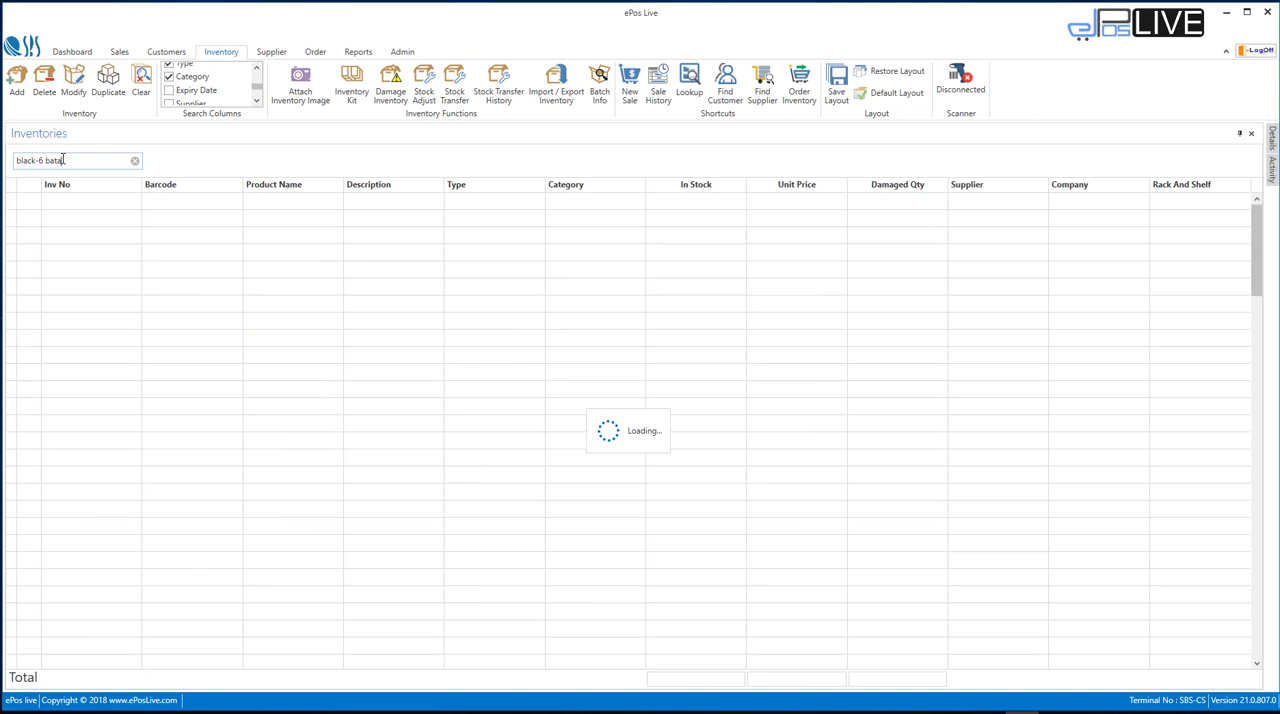 ePos Live
ePOS LIVE
SBS
Dashboard Sales Customers Inventory Supplier Order Reports Admin
LogOff
Type
Category
Expiry Date
Supplier
Add Delete Modify Duplicate Clear
Attach Inventory Image
Inventory Kit
Damage Inventory
Stock Adjust
Stock Transfer
Stock Transfer History
Import / Export Inventory
Batch Info
New Sale
Sale History
Lookup
Find Customer
Find Supplier
Order Inventory
Save Layout
Restore Layout
Default Layout
Disconnected
Inventory Search Columns Inventory Functions Shortcuts Layout Scanner
Inventories
Details
Activity
black-6 bata
Inv No Barcode Product Name Description Type Category In Stock Unit Price Damaged Qty Supplier Company Rack And Shelf
Loading...
Total
ePos live Copyright © 2018 www.ePosLive.com Terminal No : SBS-CS Version 21.0.807.0